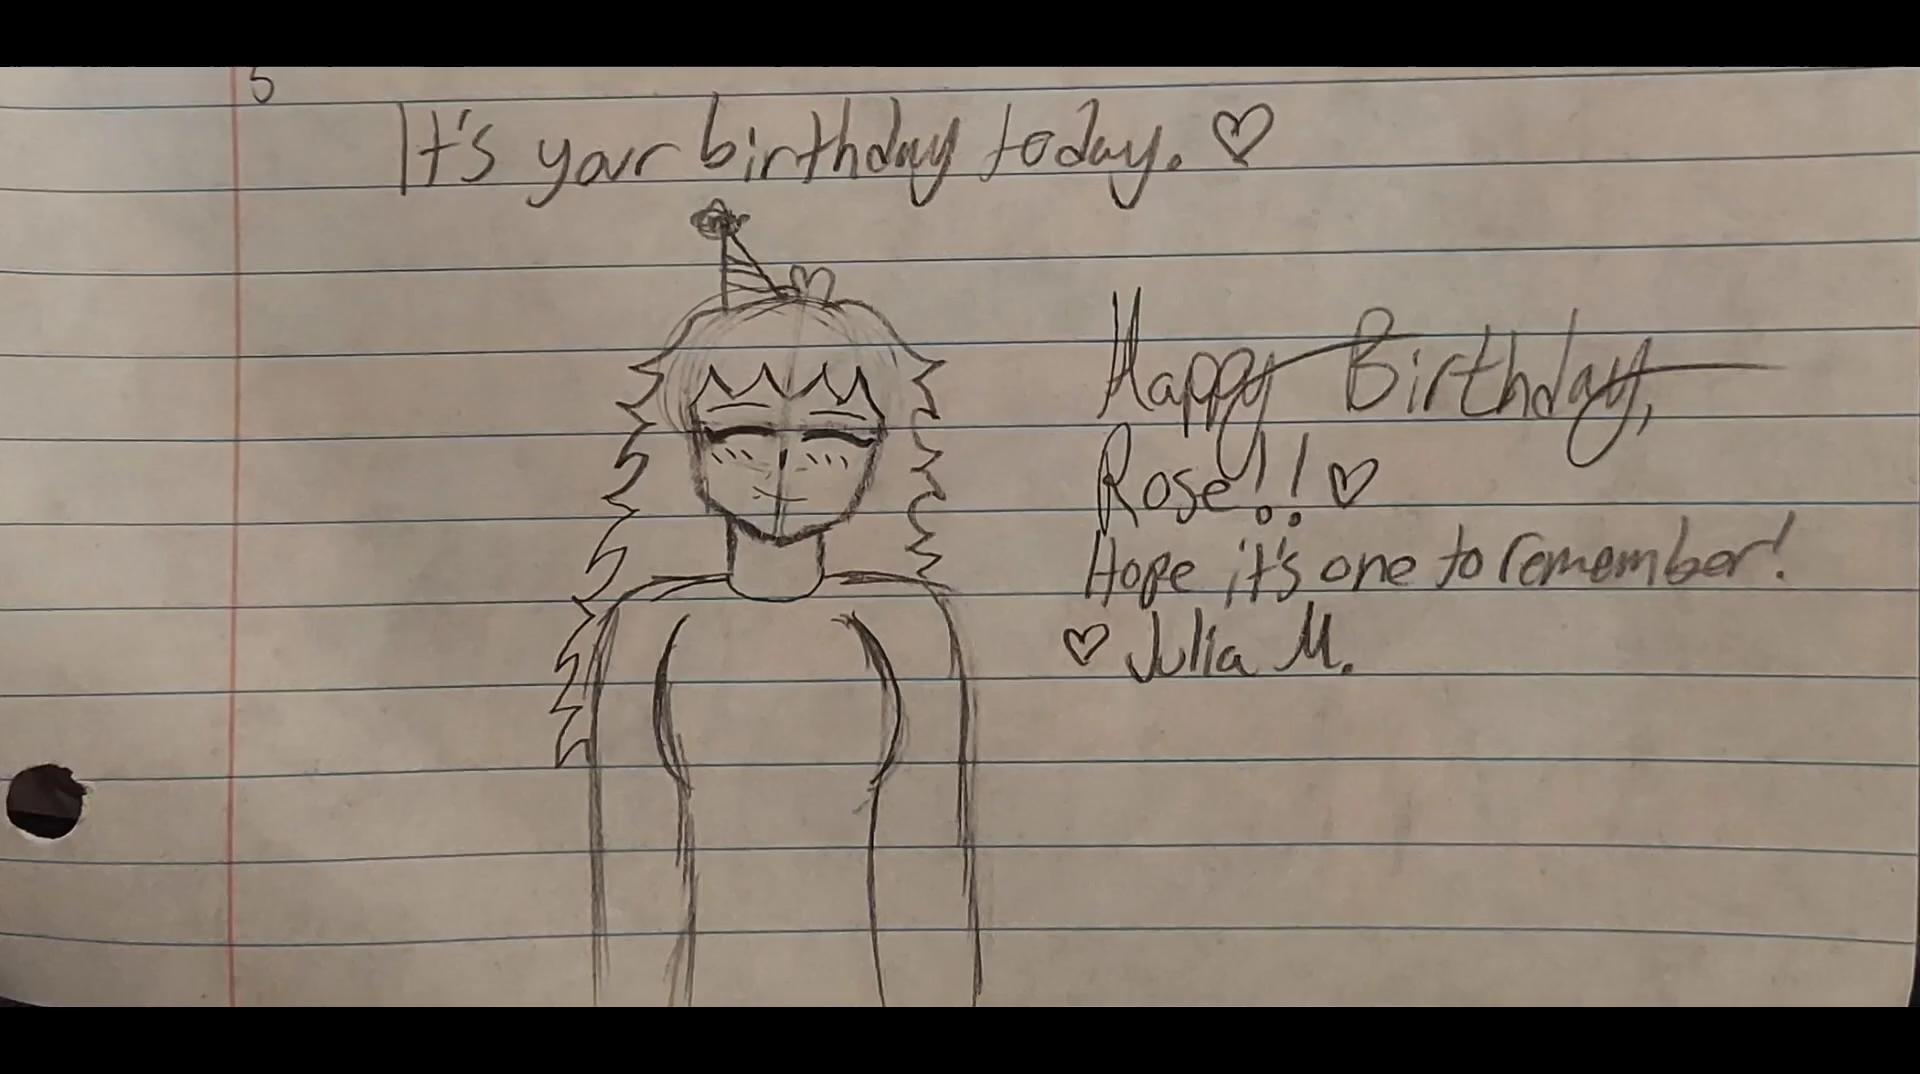 5
It's your birthday today. ♡
Happy Birthday,
Rose!! ♡
Hope it's one to remember!
♡ Julia M.